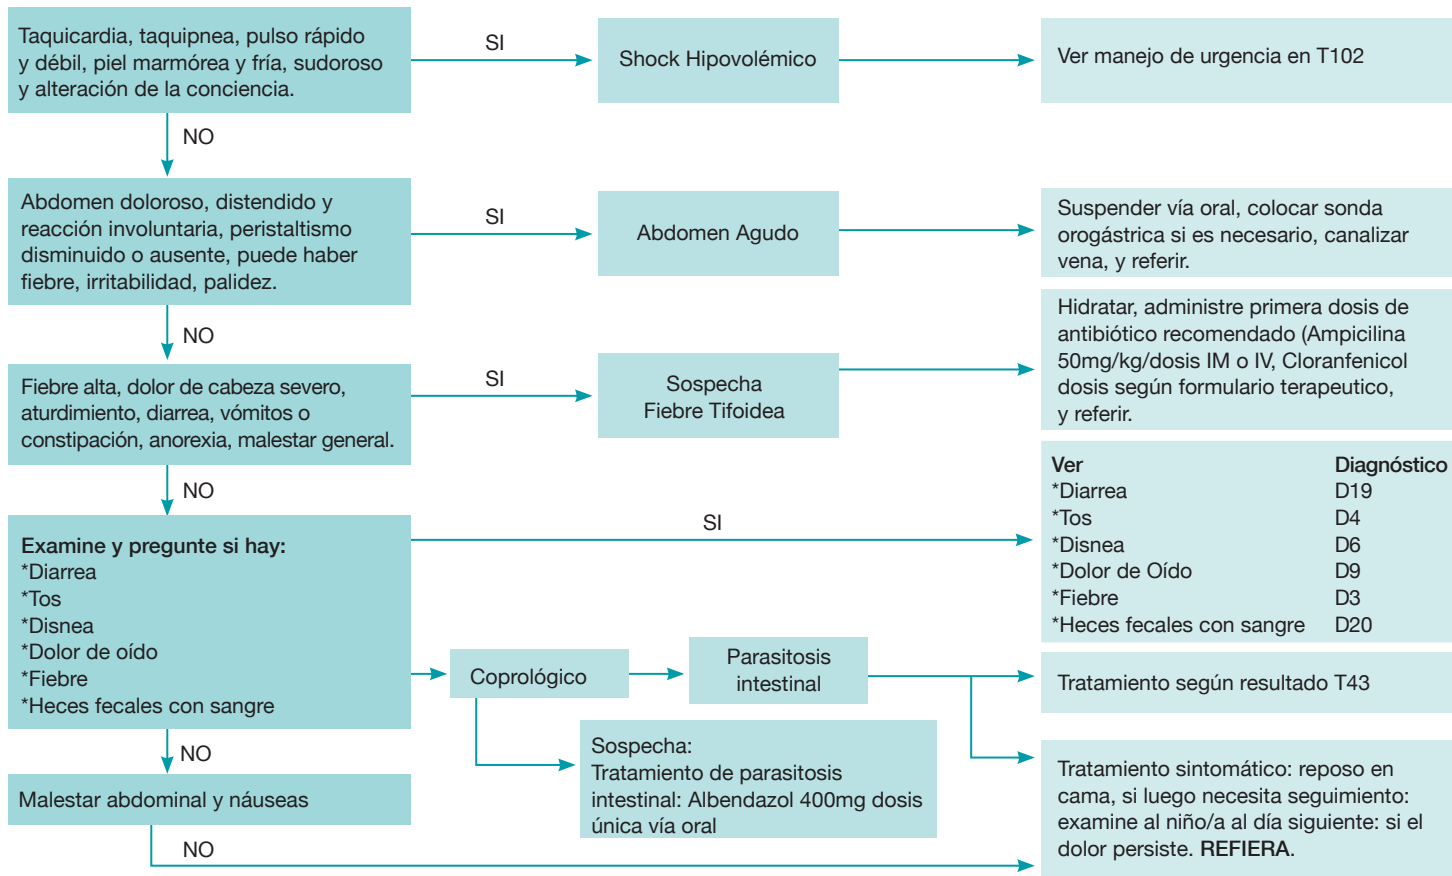 Taquicardia, taquipnea, pulso rápido
y débil, piel marmórea y fría, sudoroso
y alteración de la conciencia.
SI
Shock Hipovolémico
Ver manejo de urgencia en T102
NO
Abdomen doloroso, distendido y
reacción involuntaria, peristaltismo
disminuido o ausente, puede haber
fiebre, irritabilidad, palidez.
SI
Abdomen Agudo
Suspender vía oral, colocar sonda
orogástrica si es necesario, canalizar
vena, y referir.
NO
Fiebre alta, dolor de cabeza severo,
aturdimiento, diarrea, vómitos o
constipación, anorexia, malestar general.
SI
Sospecha
Fiebre Tifoidea
Hidratar, administre primera dosis de
antibiótico recomendado (Ampicilina
50mg/kg/dosis IM o IV, Cloranfenicol
dosis según formulario terapeutico,
y referir.
NO
Examine y pregunte si hay:
*Diarrea
*Tos
*Disnea
*Dolor de oído
*Fiebre
*Heces fecales con sangre
SI
Ver Diagnóstico
*Diarrea D19
*Tos D4
*Disnea D6
*Dolor de Oído D9
*Fiebre D3
*Heces fecales con sangre D20
Coprológico
Parasitosis
intestinal
Tratamiento según resultado T43
Sospecha:
Tratamiento de parasitosis
intestinal: Albendazol 400mg dosis
única vía oral
NO
Malestar abdominal y náuseas
NO
Tratamiento sintomático: reposo en
cama, si luego necesita seguimiento:
examine al niño/a al día siguiente: si el
dolor persiste. REFIERA.